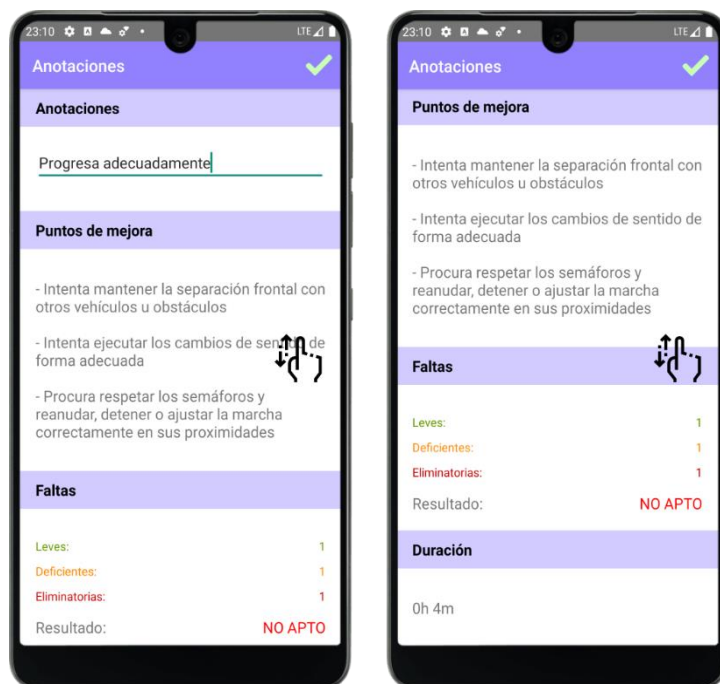 23:10 LTE
Anotaciones
Anotaciones
Progresa adecuadamente
Puntos de mejora
- Intenta mantener la separación frontal con
otros vehículos u obstáculos
- Intenta ejecutar los cambios de sentido de
forma adecuada
- Procura respetar los semáforos y
reanudar, detener o ajustar la marcha
correctamente en sus proximidades
Faltas
Leves: 1
Deficientes: 1
Eliminatorias: 1
Resultado: NO APTO
23:10 LTE
Anotaciones
Puntos de mejora
- Intenta mantener la separación frontal con
otros vehículos u obstáculos
- Intenta ejecutar los cambios de sentido de
forma adecuada
- Procura respetar los semáforos y
reanudar, detener o ajustar la marcha
correctamente en sus proximidades
Faltas
Leves: 1
Deficientes: 1
Eliminatorias: 1
Resultado: NO APTO
Duración
0h 4m